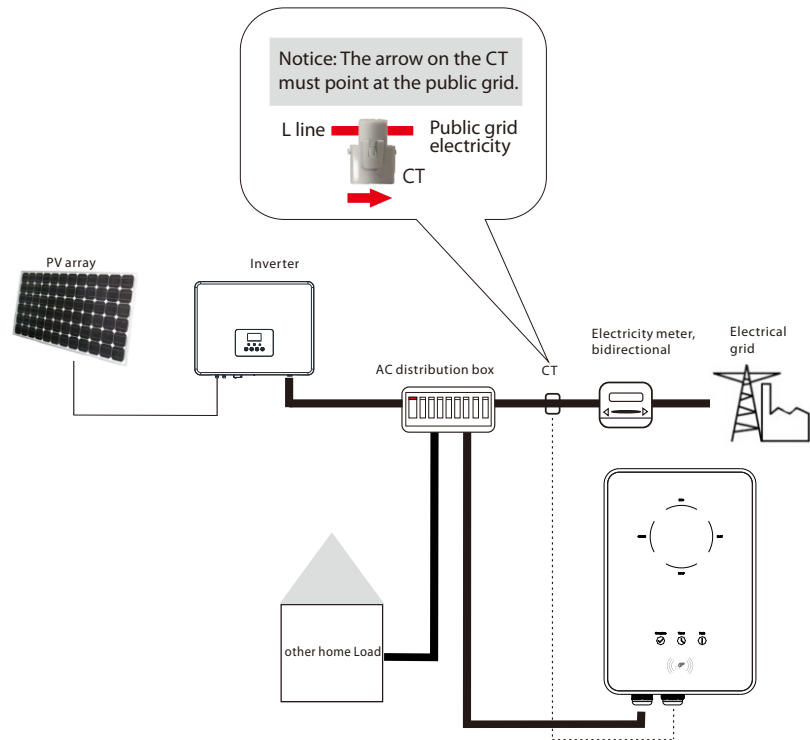 Notice: The arrow on the CT
must point at the public grid.
L line
Public grid
electricity
CT
PV array
Inverter
Electricity meter,
bidirectional
Electrical
grid
AC distribution box
CT
other home Load